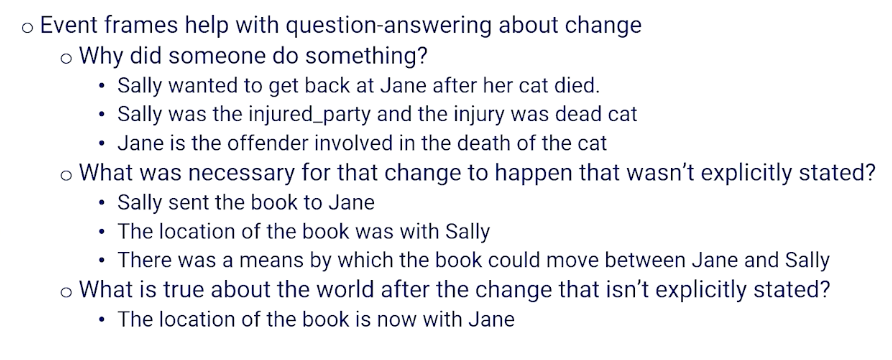 ○ Event frames help with question-answering about change
○ Why did someone do something?
• Sally wanted to get back at Jane after her cat died.
• Sally was the injured_party and the injury was dead cat
• Jane is the offender involved in the death of the cat
○ What was necessary for that change to happen that wasn’t explicitly stated?
• Sally sent the book to Jane
• The location of the book was with Sally
• There was a means by which the book could move between Jane and Sally
○ What is true about the world after the change that isn’t explicitly stated?
• The location of the book is now with Jane